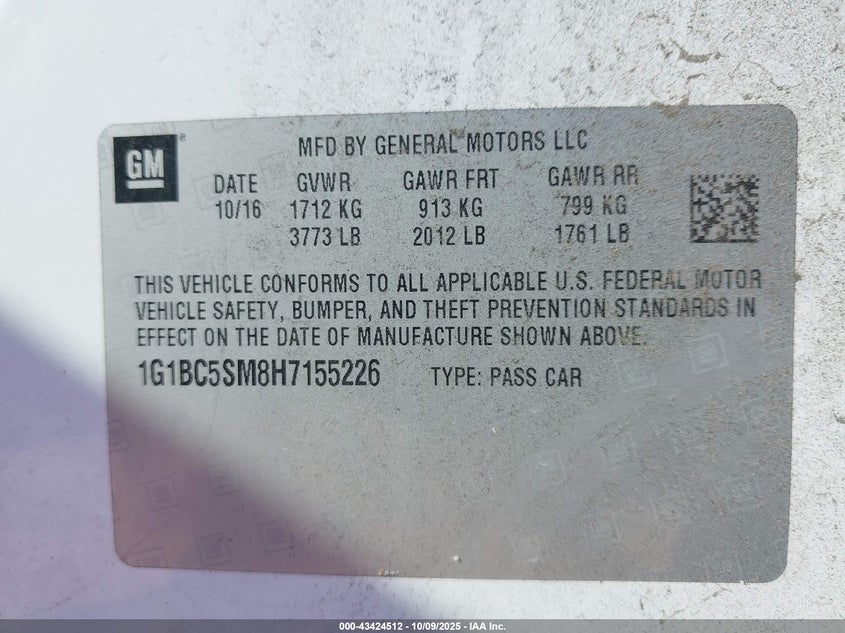 GM
MFD BY GENERAL MOTORS LLC
DATE GVWR GAWR FRT GAWR RR
10/16 1712 KG 913 KG 799 KG
3773 LB 2012 LB 1761 LB
THIS VEHICLE CONFORMS TO ALL APPLICABLE U.S. FEDERAL MOTOR
VEHICLE SAFETY, BUMPER, AND THEFT PREVENTION STANDARDS IN
EFFECT ON THE DATE OF MANUFACTURE SHOWN ABOVE.
1G1BC5SM8H7155226 TYPE: PASS CAR
000-43424512 - 10/09/2025 - IAA Inc.